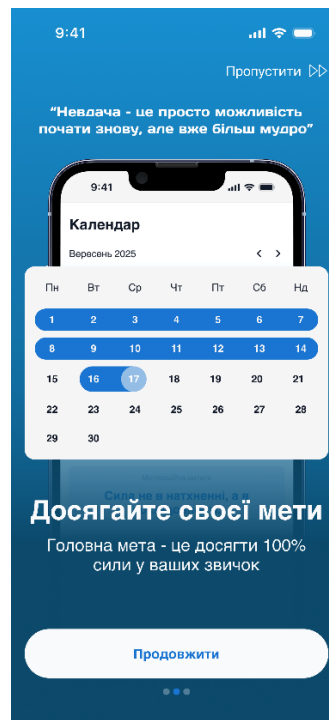 9:41
Пропустити
“Невдача - це просто можливість
почати знову, але вже більш мудро”
9:41
Календар
Вересень 2025
Пн Вт Ср Чт Пт Сб Нд
1 2 3 4 5 6 7
8 9 10 11 12 13 14
15 16 17 18 19 20 21
22 23 24 25 26 27 28
29 30
Сила не в натхненні, а в
Досягайте своєї мети
Головна мета - це досягти 100%
сили у ваших звичок
Продовжити